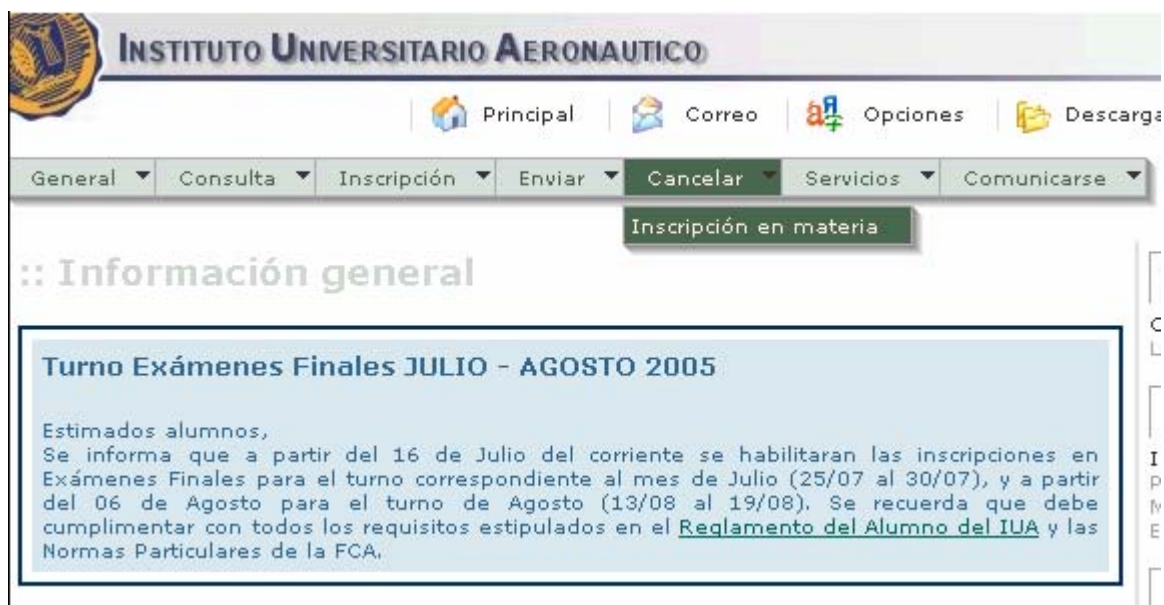 INSTITUTO UNIVERSITARIO AERONAUTICO
Principal Correo Opciones Descarga
General Consulta Inscripción Enviar Cancelar Servicios Comunicarse
Inscripción en materia
:: Información general
Turno Exámenes Finales JULIO - AGOSTO 2005
Estimados alumnos,
Se informa que a partir del 16 de Julio del corriente se habilitaran las inscripciones en
Exámenes Finales para el turno correspondiente al mes de Julio (25/07 al 30/07), y a partir
del 06 de Agosto para el turno de Agosto (13/08 al 19/08). Se recuerda que debe
cumplimentar con todos los requisitos estipulados en el Reglamento del Alumno del IUA y las
Normas Particulares de la FCA.